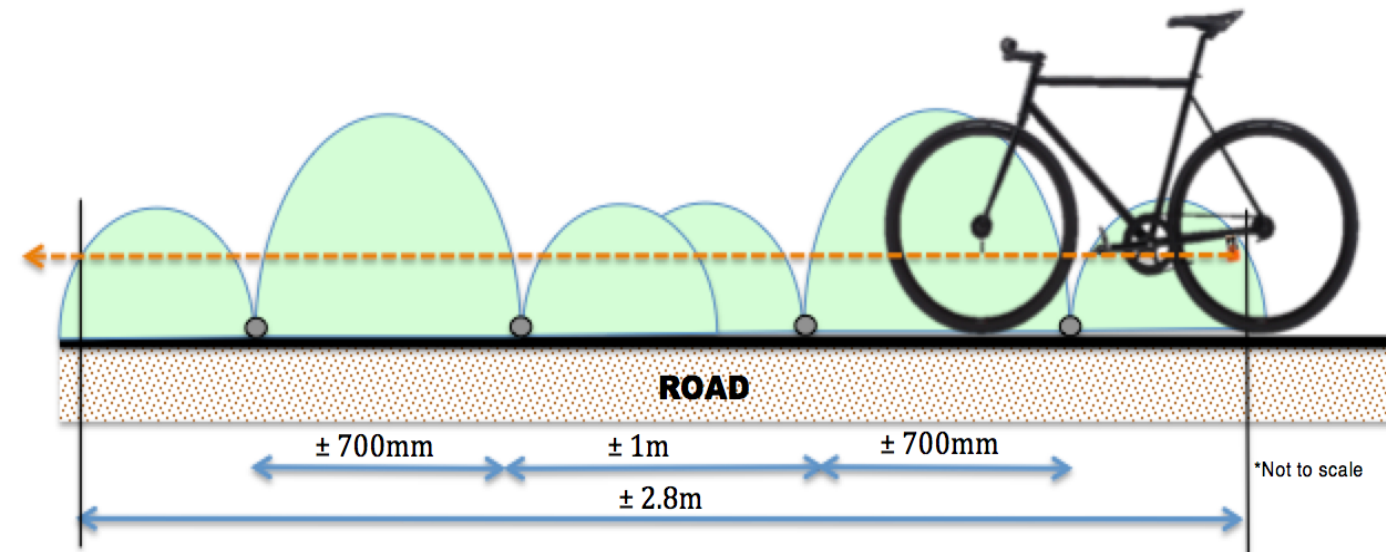 ROAD
± 700mm
± 1m
± 700mm
*Not to scale
± 2.8m